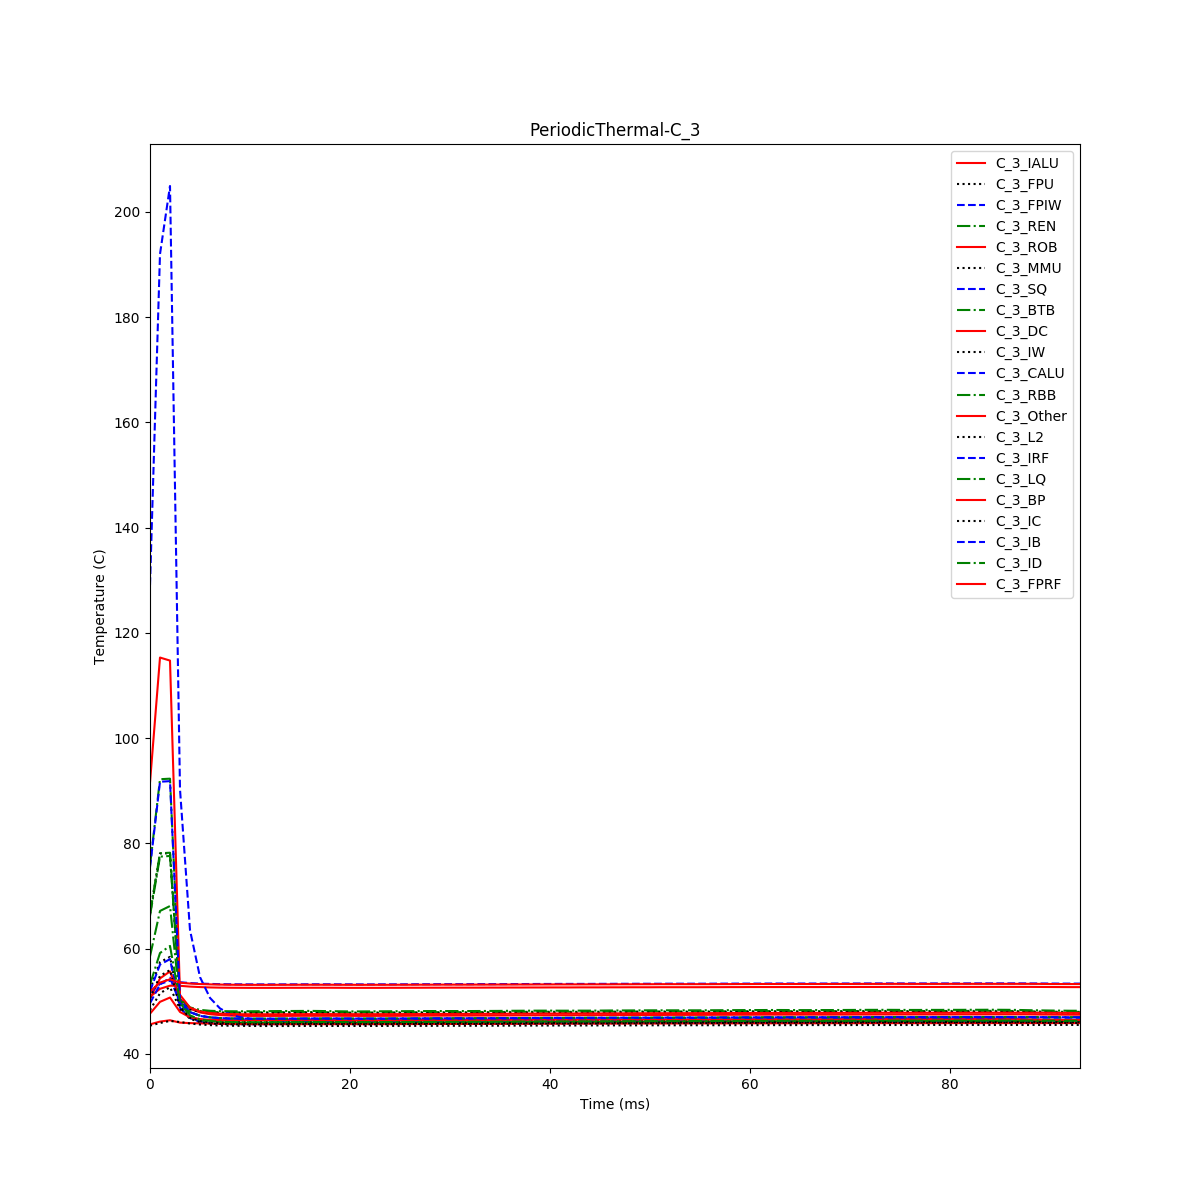 PeriodicThermal-C_3
C_3_IALU
C_3_FPU
C_3_FPIW
C_3_REN
C_3_ROB
C_3_MMU
C_3_SQ
C_3_BTB
C_3_DC
C_3_IW
C_3_CALU
C_3_RBB
C_3_Other
C_3_L2
C_3_IRF
C_3_LQ
C_3_BP
C_3_IC
C_3_IB
C_3_ID
C_3_FPRF
Temperature (C)
200
180
160
140
120
100
80
60
40
0 20 40 60 80
Time (ms)